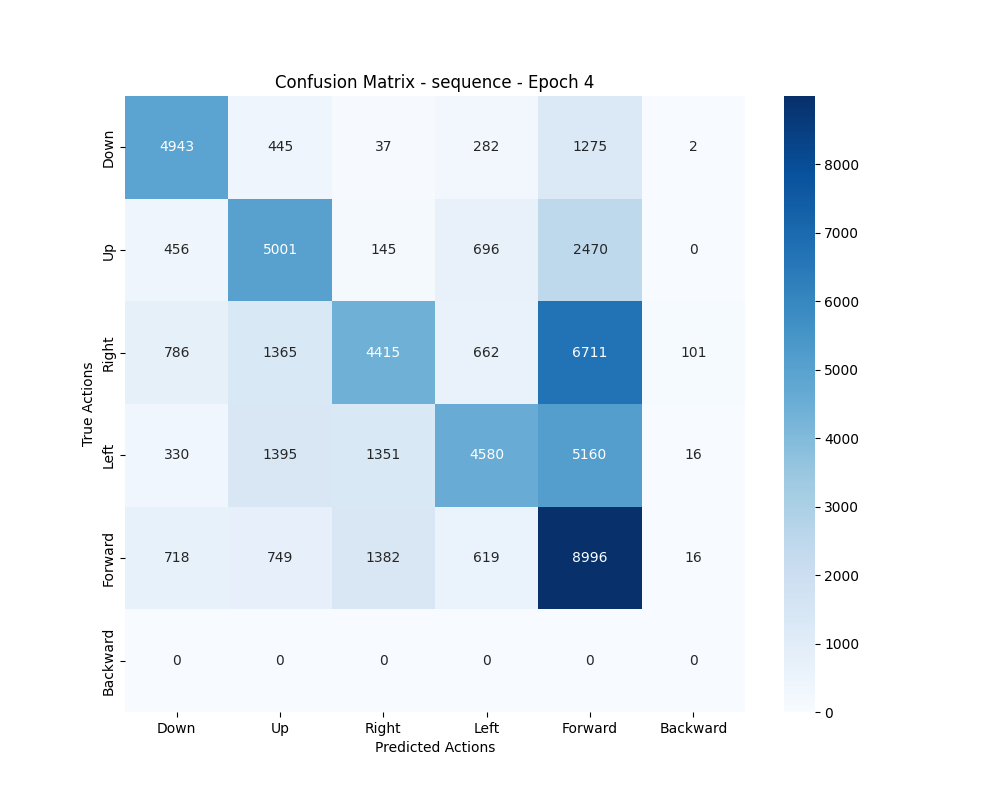 Confusion Matrix - sequence - Epoch 4
True Actions
Down 4943 445 37 282 1275 2
Up 456 5001 145 696 2470 0
Right 786 1365 4415 662 6711 101
Left 330 1395 1351 4580 5160 16
Forward 718 749 1382 619 8996 16
Backward 0 0 0 0 0 0
Down Up Right Left Forward Backward
Predicted Actions
8000
7000
6000
5000
4000
3000
2000
1000
0